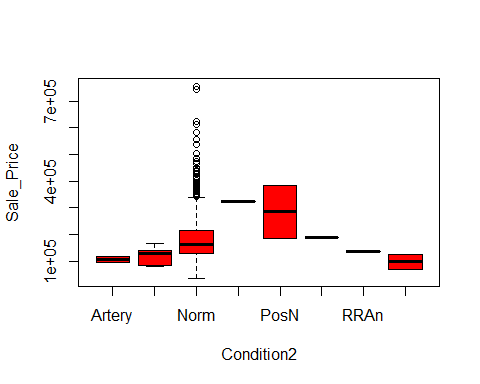 7e+05
4e+05
1e+05
Sale_Price
Artery Norm PosN RRAn
Condition2